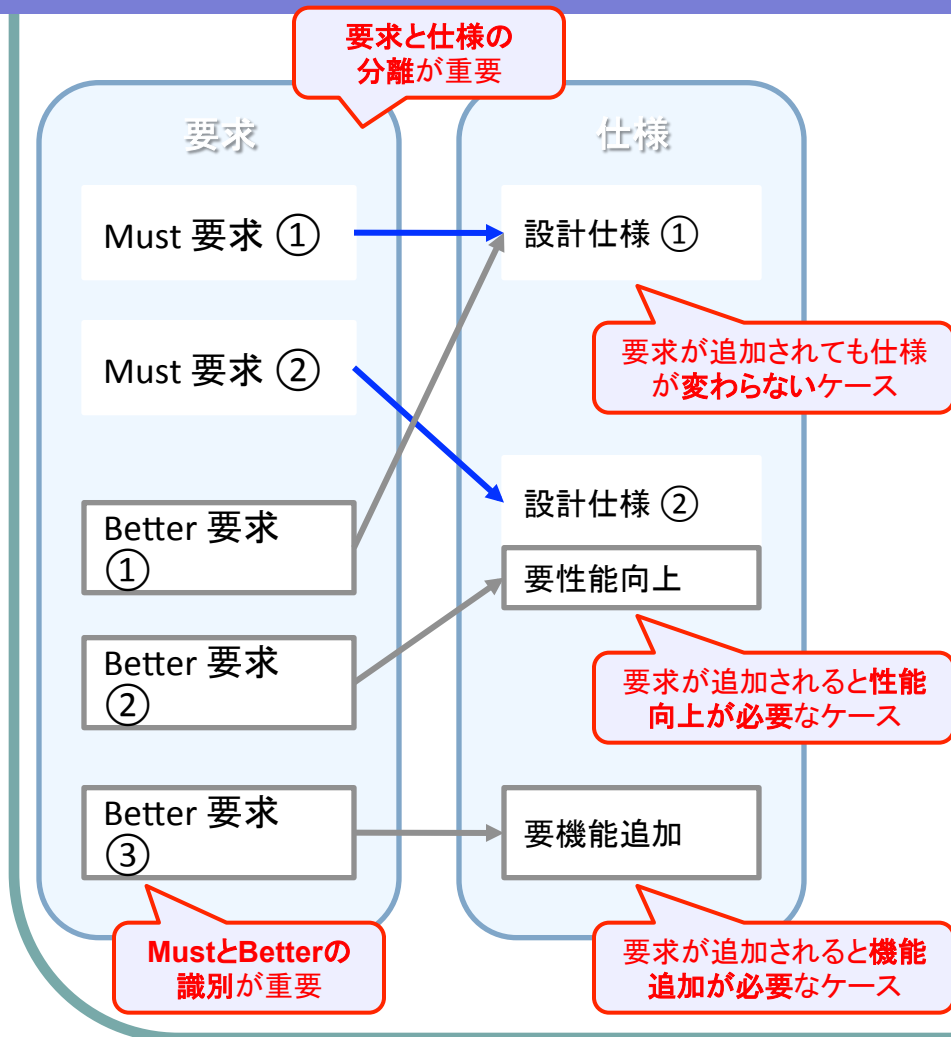 要求と仕様の
分離が重要
要求
仕様
Must 要求 ①
設計仕様 ①
要求が追加されても仕様
が変わらないケース
Must 要求 ②
設計仕様 ②
要性能向上
Better 要求
①
要求が追加されると性能
向上が必要なケース
Better 要求
②
Better 要求
③
要機能追加
MustとBetterの
識別が重要
要求が追加されると機能
追加が必要なケース